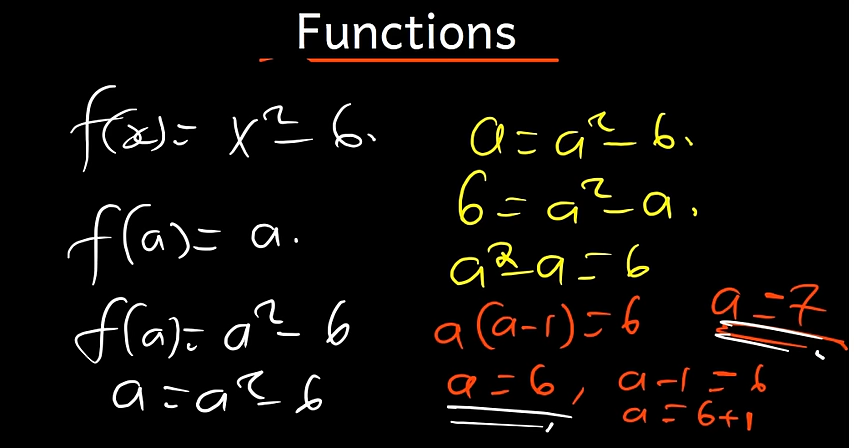 Functions
f(x) = x² - 6.
f(a) = a.
f(a) = a² - 6
a = a² - 6
a = a² - 6.
6 = a² - a.
a² - a = 6
a(a-1) = 6
a = 6, a-1 = 6
a = 6+1
a = 7